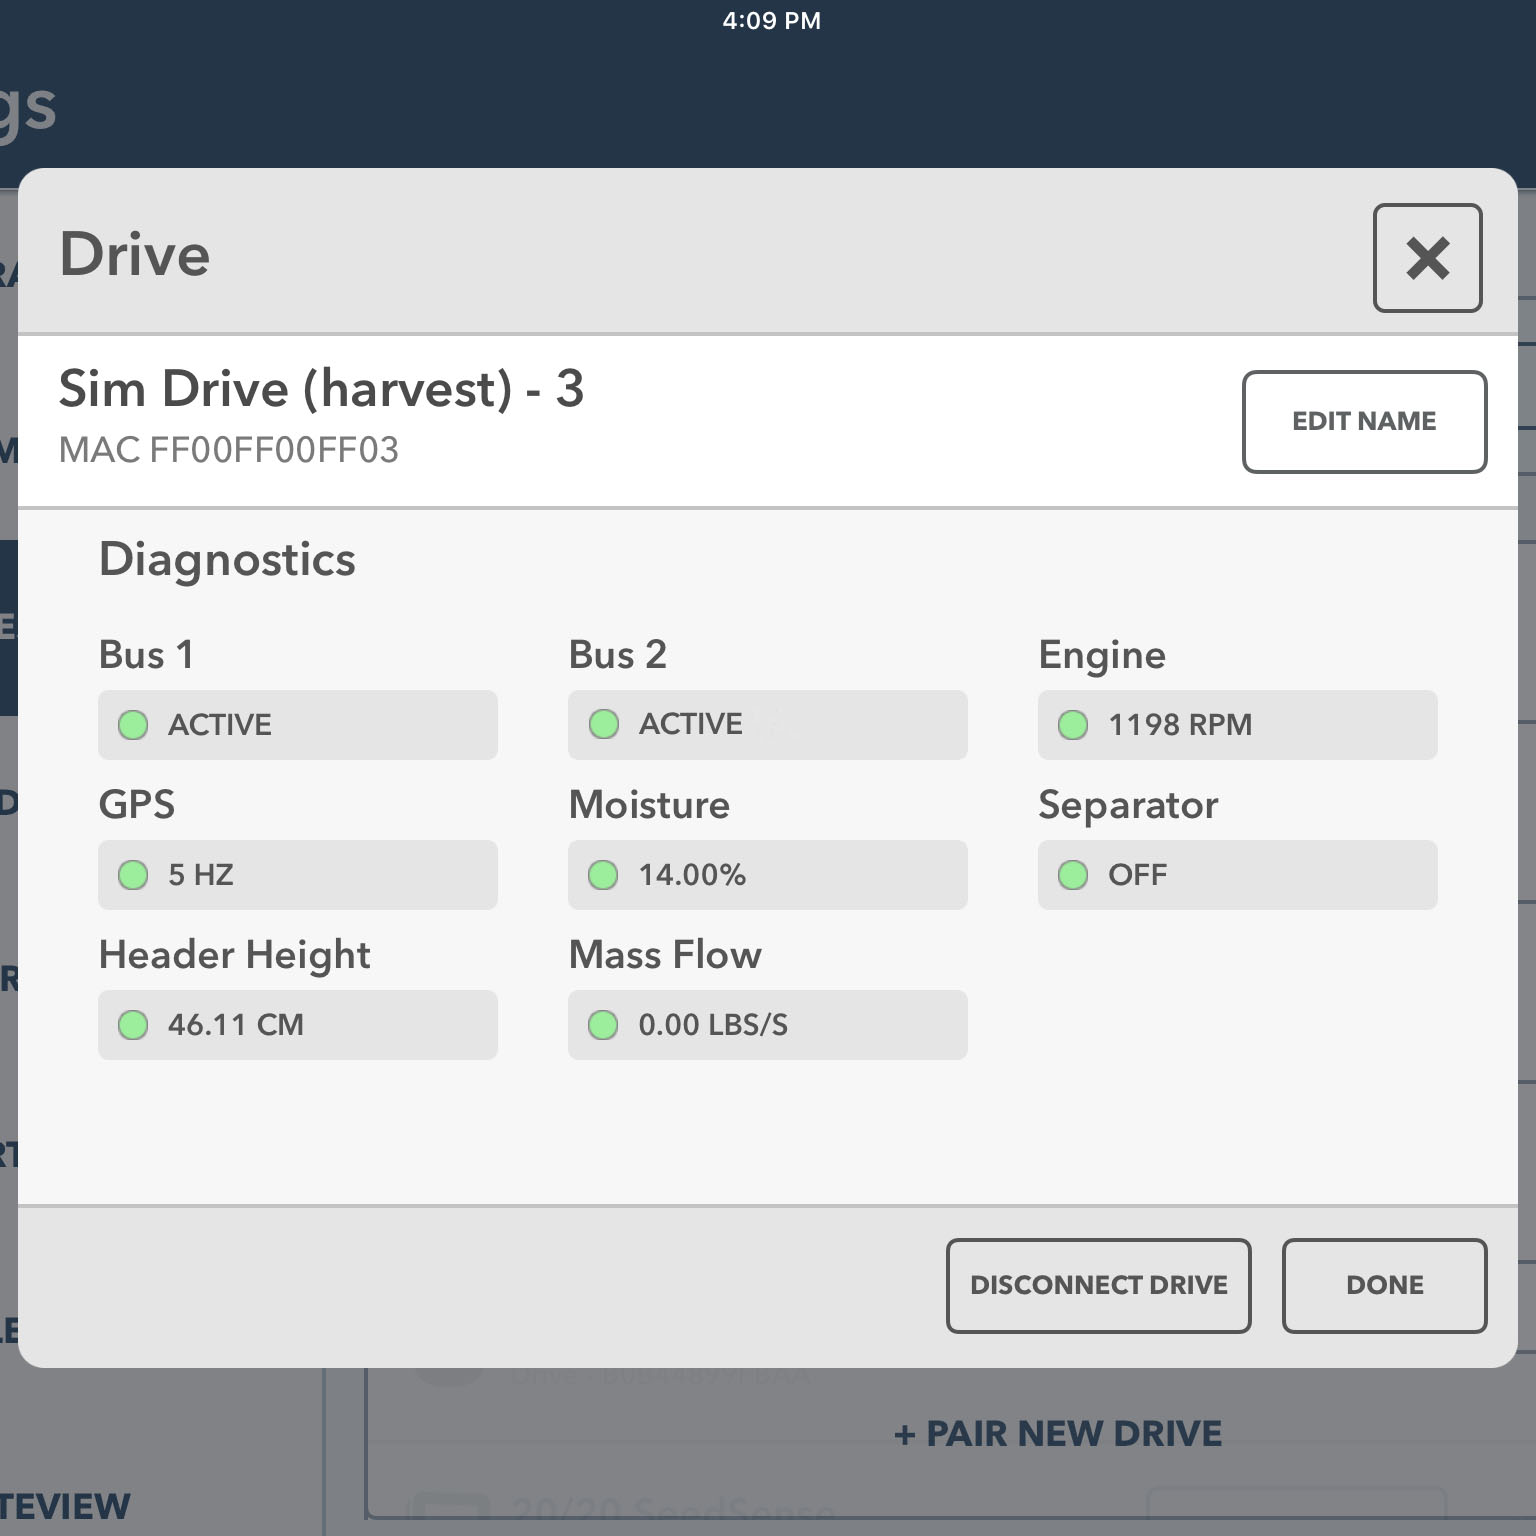 4:09 PM
gs
Drive
Sim Drive (harvest) - 3
MAC FF00FF00FF03
EDIT NAME
Diagnostics
Bus 1
Bus 2
Engine
ACTIVE
ACTIVE
1198 RPM
GPS
Moisture
Separator
5 HZ
14.00%
OFF
Header Height
Mass Flow
46.11 CM
0.00 LBS/S
DISCONNECT DRIVE
DONE
+ PAIR NEW DRIVE
TEVIEW
20/20 SeedSense